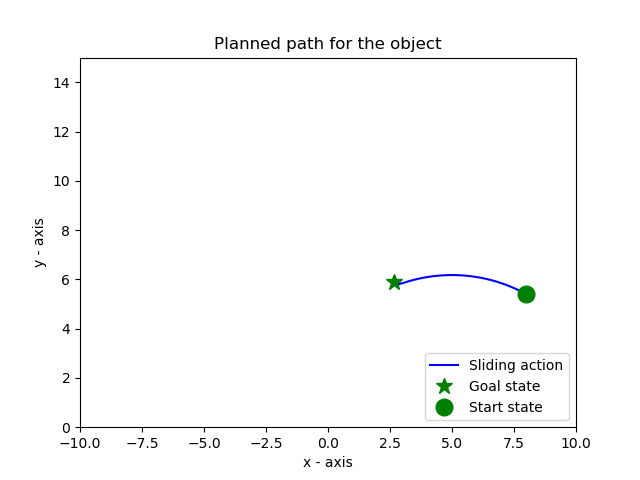 Planned path for the object
14
12
10
8
6
4
2
0
y - axis
−10.0 −7.5 −5.0 −2.5 0.0 2.5 5.0 7.5 10.0
x - axis
Sliding action
Goal state
Start state